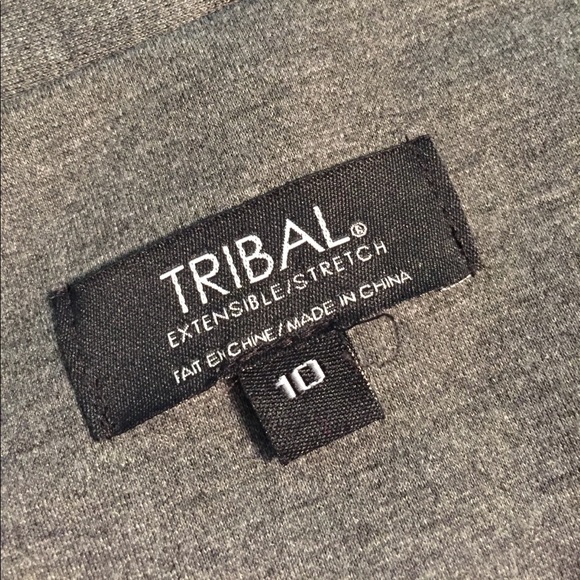 TRIBAL®
EXTENSIBLE/STRETCH
FAIT EN CHINE/MADE IN CHINA
10